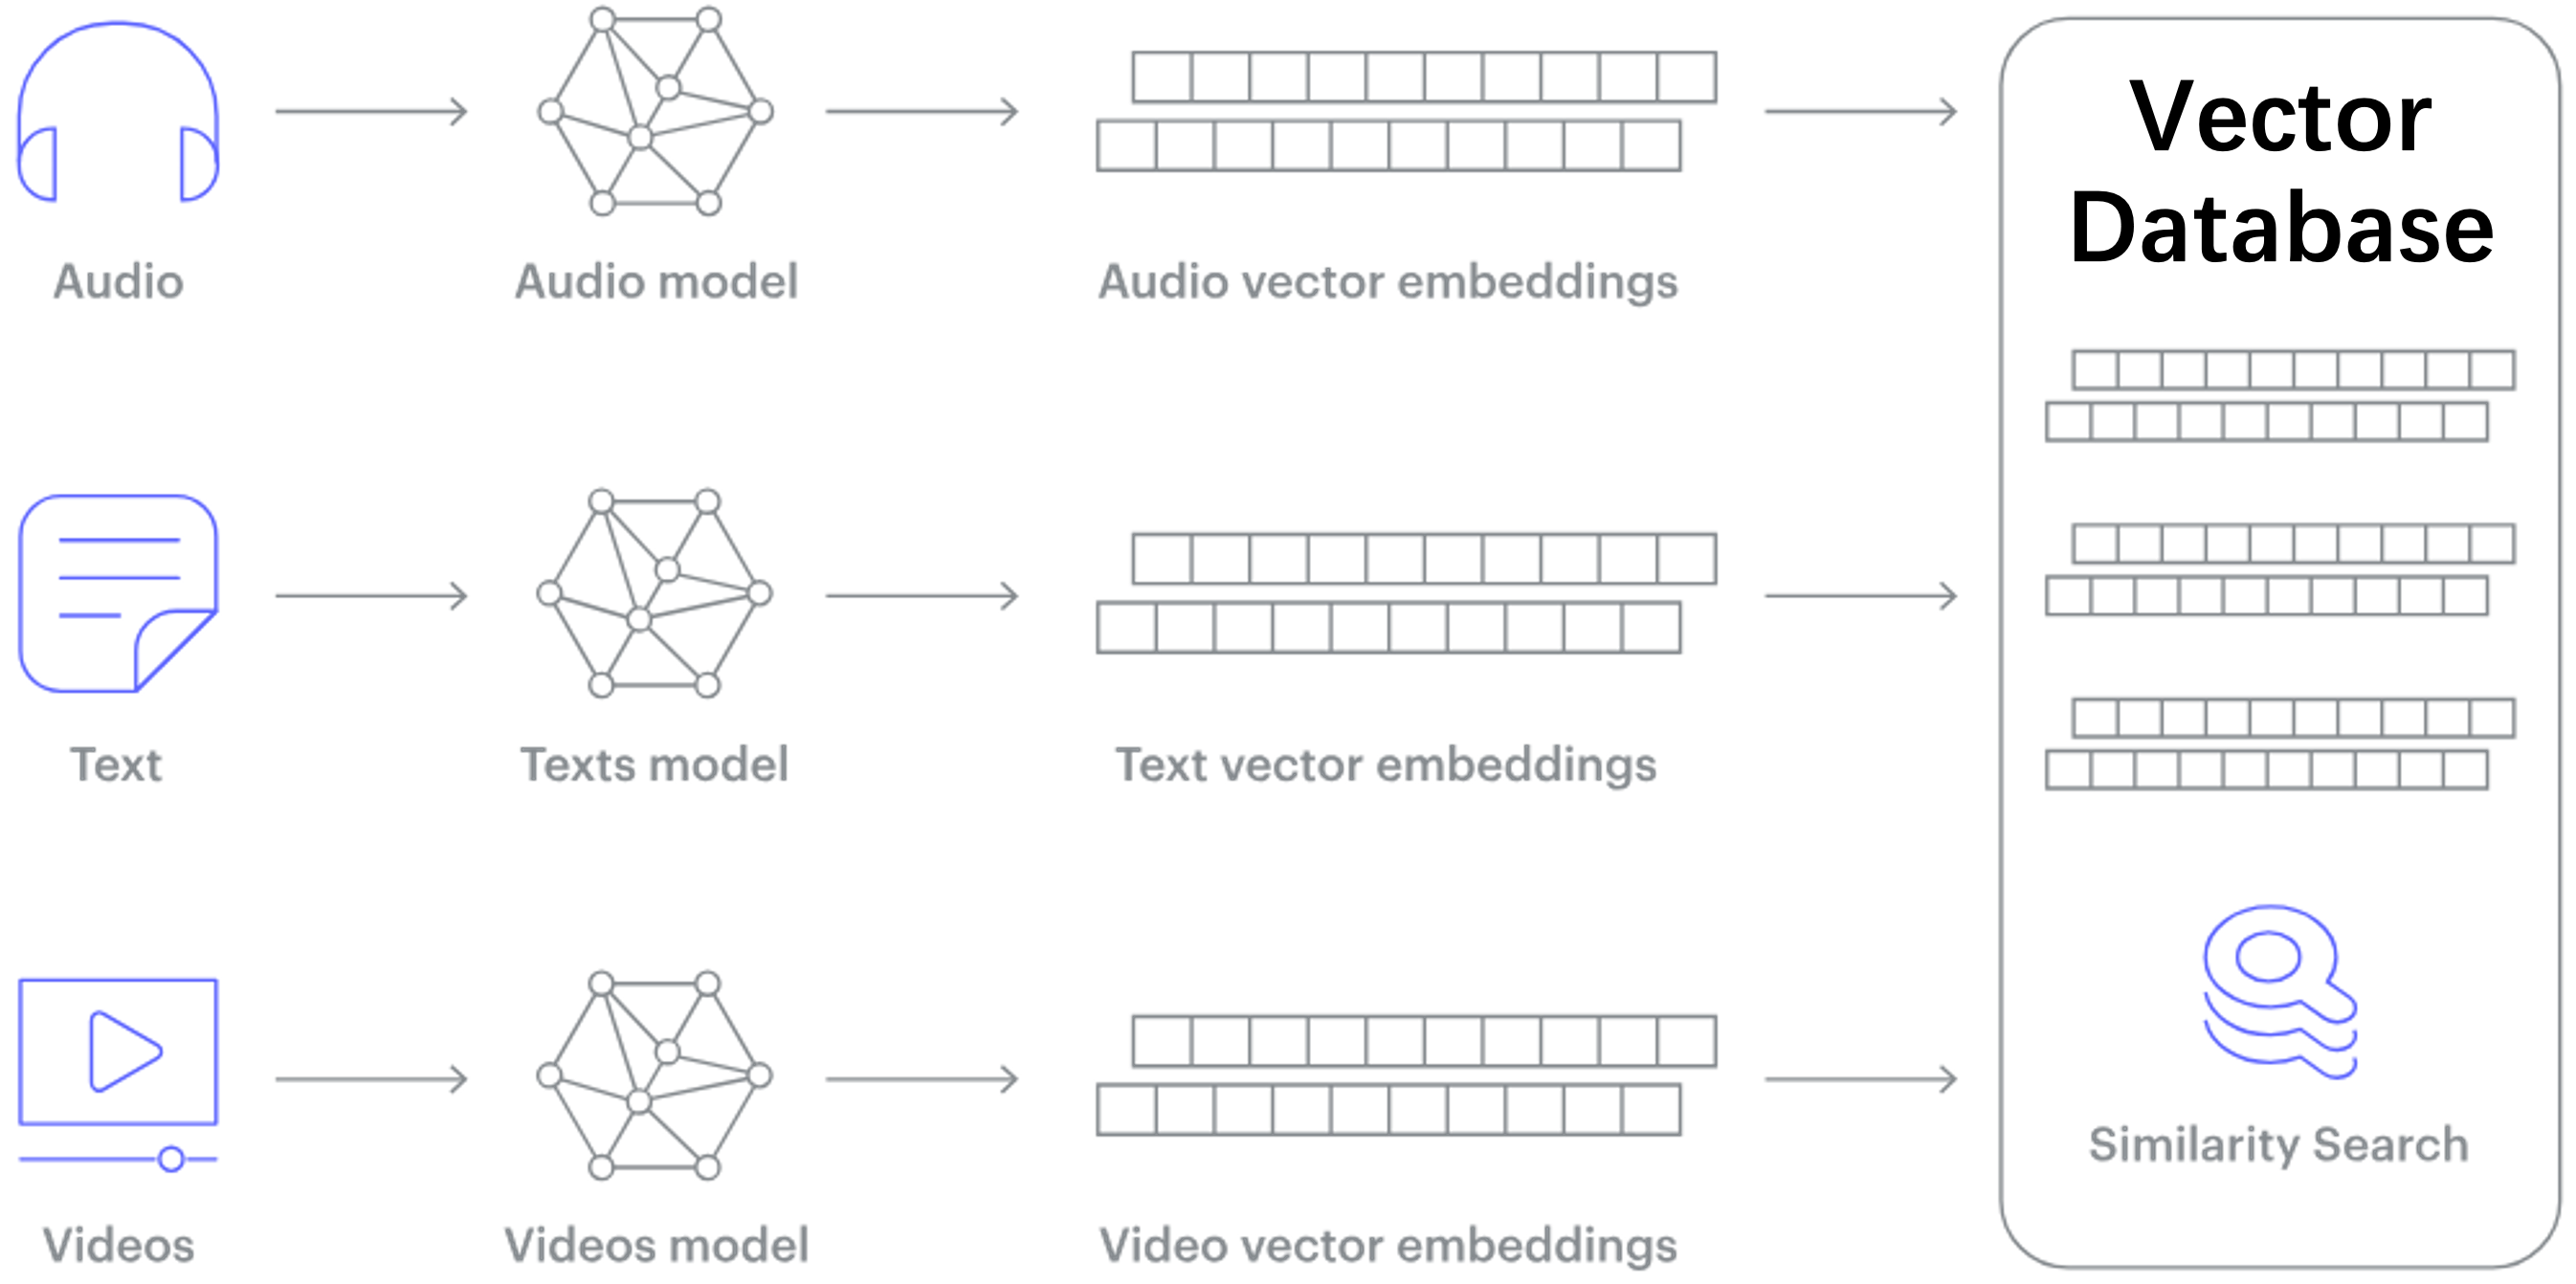 Audio
Audio model
Audio vector embeddings
Vector
Database
Text
Texts model
Text vector embeddings
Videos
Videos model
Video vector embeddings
Similarity Search